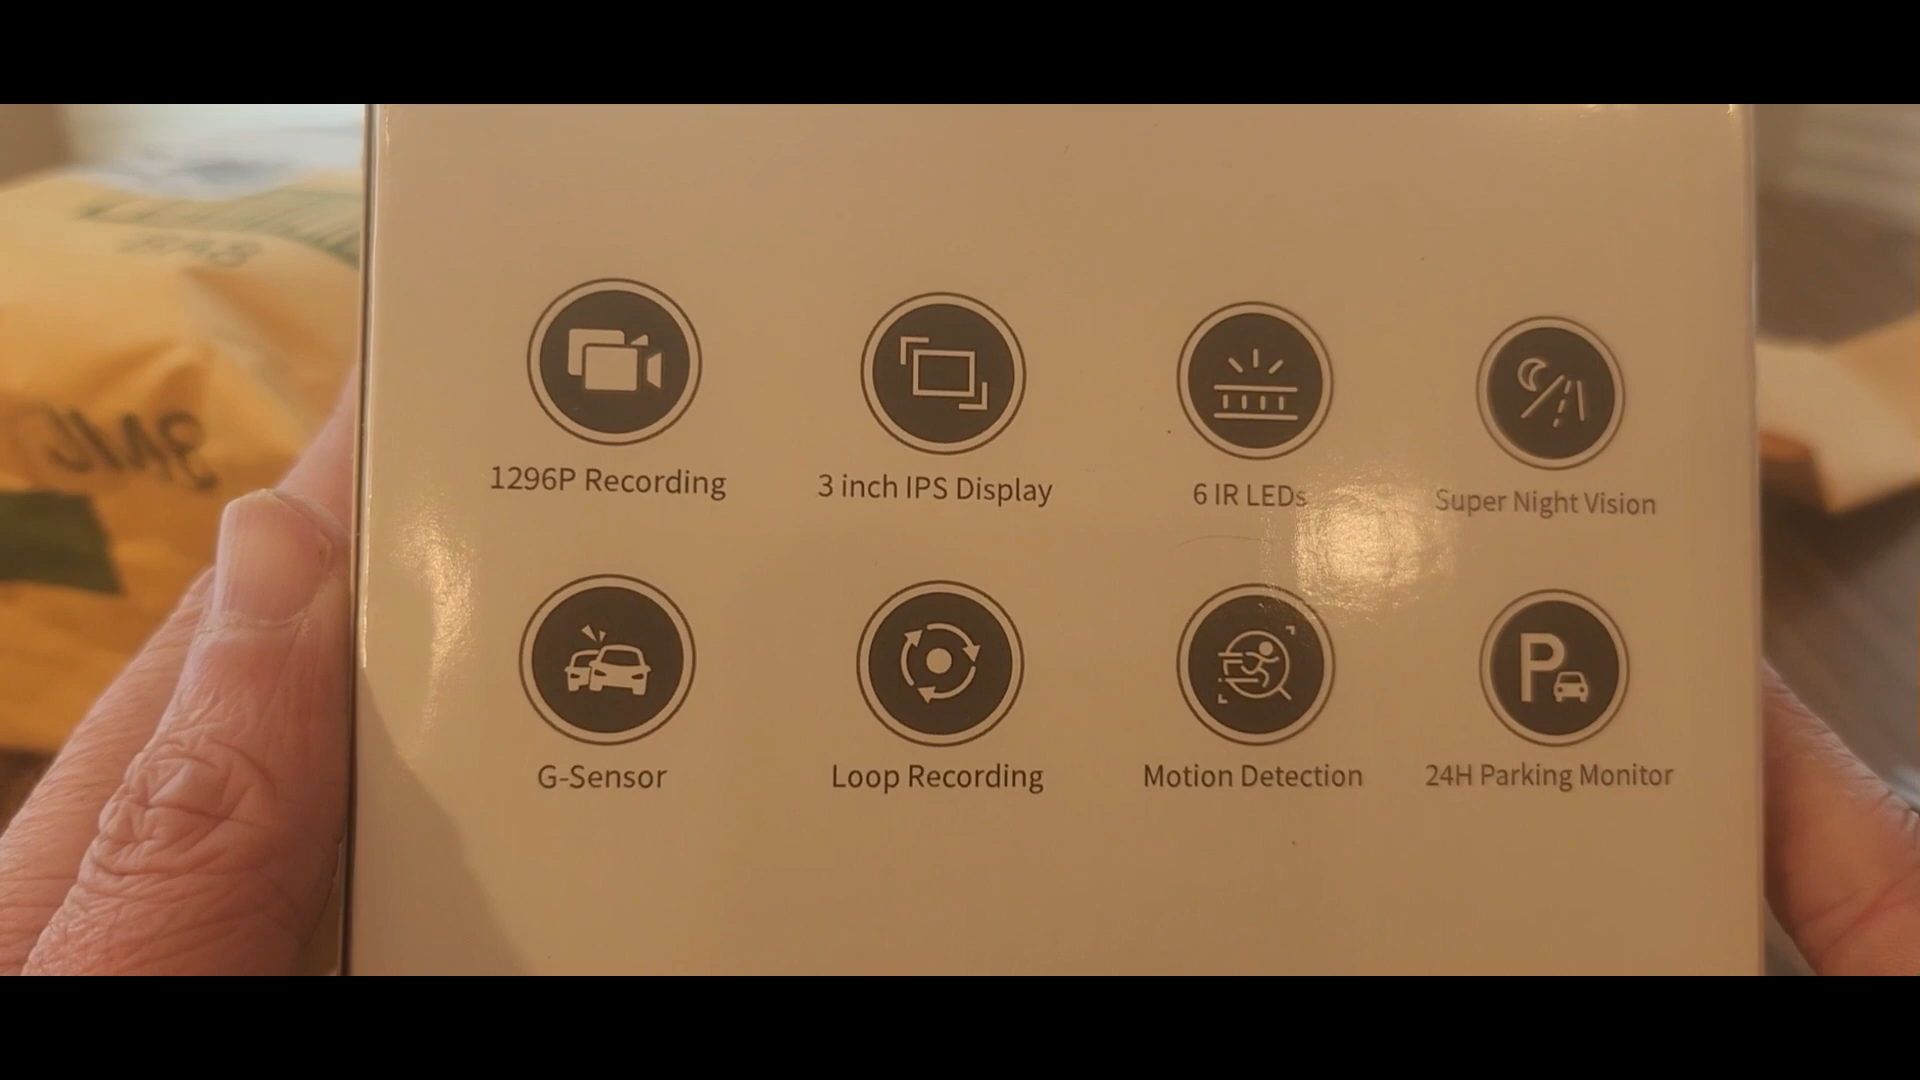 1296P Recording
3 inch IPS Display
6 IR LEDs
Super Night Vision
G-Sensor
Loop Recording
Motion Detection
P
24H Parking Monitor